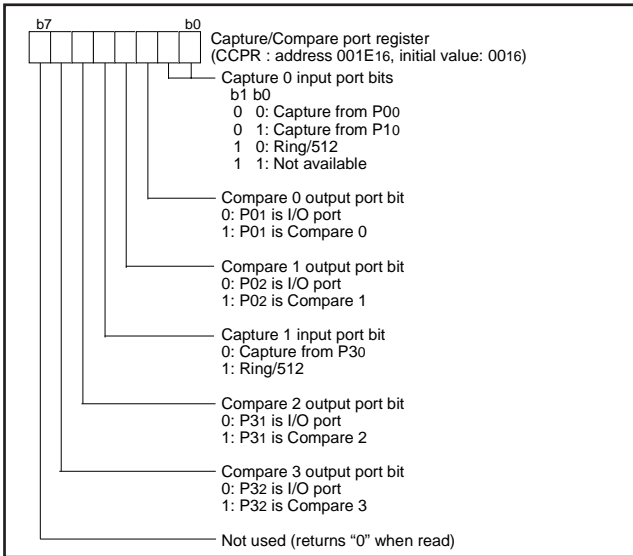 b7 b0
Capture/Compare port register
(CCPR : address 001E16, initial value: 0016)
Capture 0 input port bits
b1 b0
0 0: Capture from P00
0 1: Capture from P10
1 0: Ring/512
1 1: Not available
Compare 0 output port bit
0: P01 is I/O port
1: P01 is Compare 0
Compare 1 output port bit
0: P02 is I/O port
1: P02 is Compare 1
Capture 1 input port bit
0: Capture from P30
1: Ring/512
Compare 2 output port bit
0: P31 is I/O port
1: P31 is Compare 2
Compare 3 output port bit
0: P32 is I/O port
1: P32 is Compare 3
Not used (returns “0” when read)